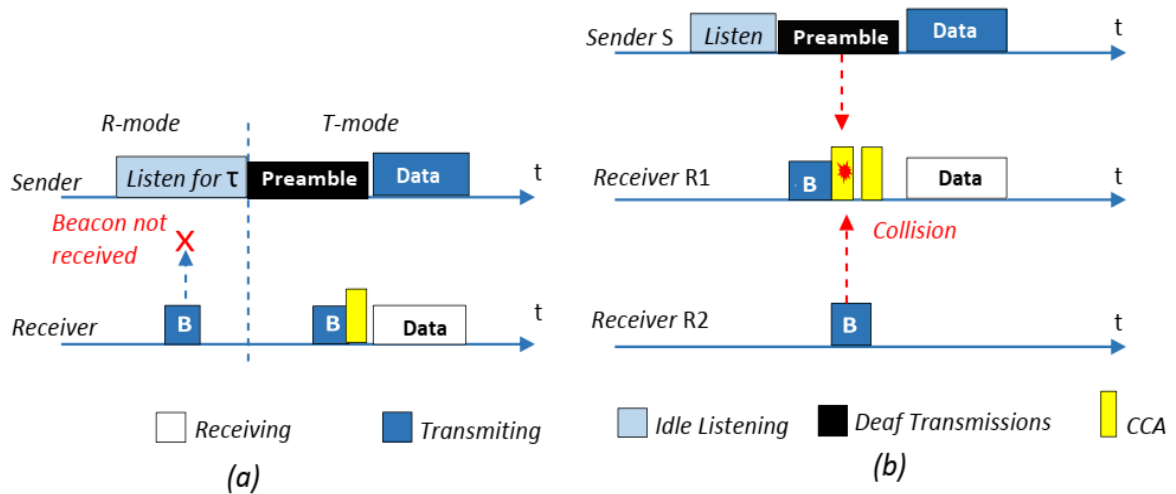 R-mode
T-mode
Sender
Listen for τ
Preamble
Data
t
Beacon not
received
X
Receiver
B
B
Data
t
Receiving
Transmiting
(a)
Sender S
Listen
Preamble
Data
t
Receiver R1
B
Data
t
Collision
Receiver R2
B
t
Idle Listening
Deaf Transmissions
CCA
(b)